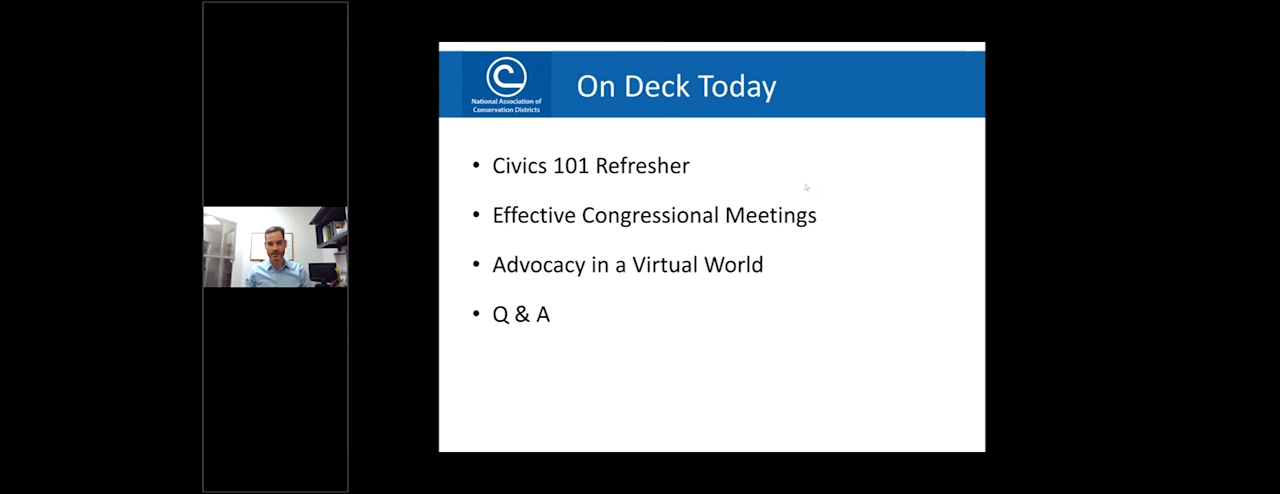 National Association of
Conservation Districts
On Deck Today
• Civics 101 Refresher
• Effective Congressional Meetings
• Advocacy in a Virtual World
• Q & A